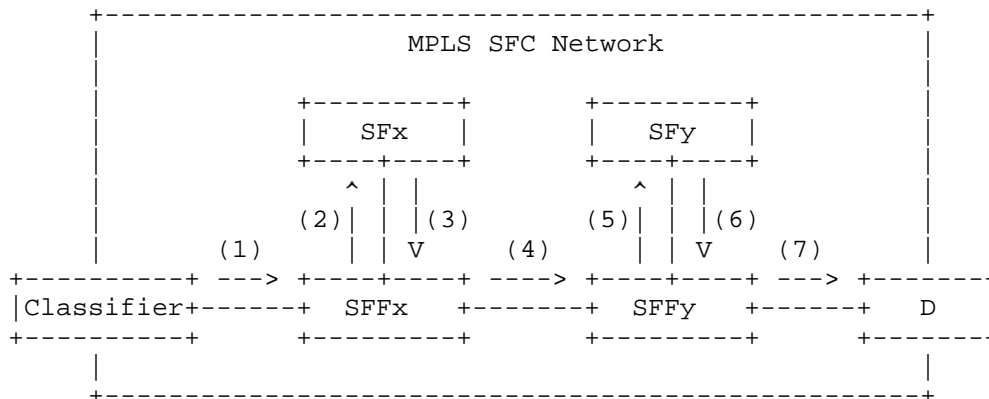 MPLS SFC Network
SFx SFy
(2) (3) (5) (6)
(1) V (4) V (7)
Classifier SFFx SFFy D